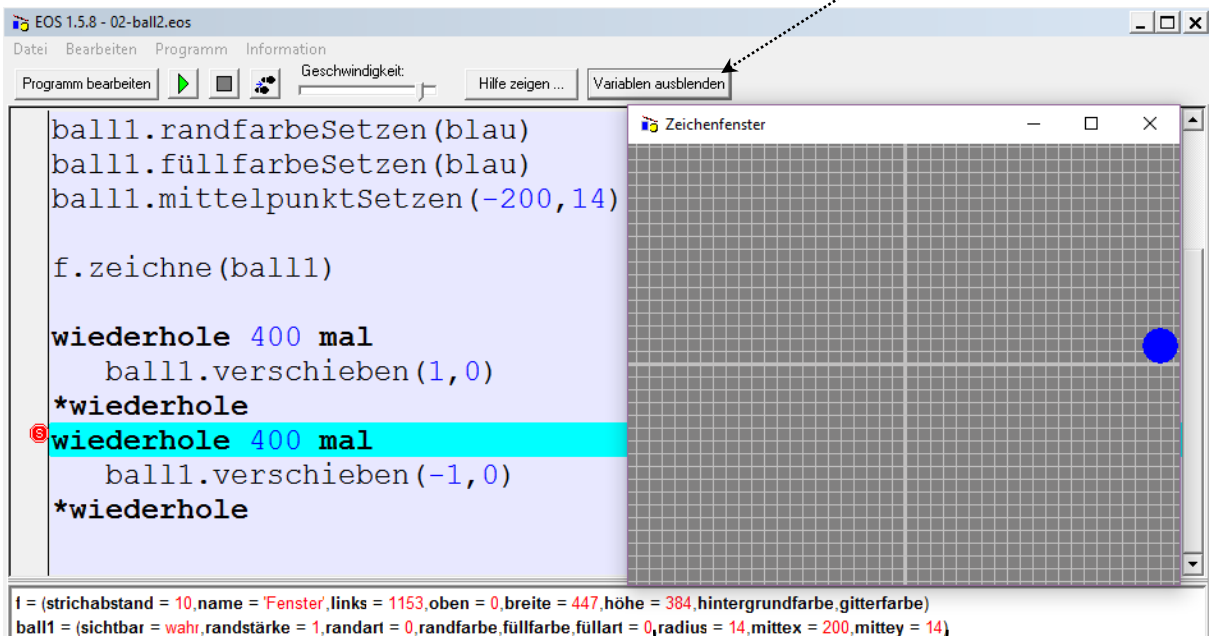 EOS 1.5.8 - 02-ball2.eos
Datei Bearbeiten Programm Information
Programm bearbeiten Geschwindigkeit: Hilfe zeigen ... Variablen ausblenden
Zeichenfenster
ball1.randfarbeSetzen(blau)
ball1.füllfarbeSetzen(blau)
ball1.mittelpunktSetzen(-200,14)
f.zeichne(ball1)
wiederhole 400 mal
ball1.verschieben(1,0)
*wiederhole
S
wiederhole 400 mal
ball1.verschieben(-1,0)
*wiederhole
f = (strichabstand = 10,name = 'Fenster',links = 1153,oben = 0,breite = 447,höhe = 384,hintergrundfarbe,gitterfarbe)
ball1 = (sichtbar = wahr,randstärke = 1,randart = 0,randfarbe,füllfarbe,füllart = 0,radius = 14,mittex = 200,mittey = 14)